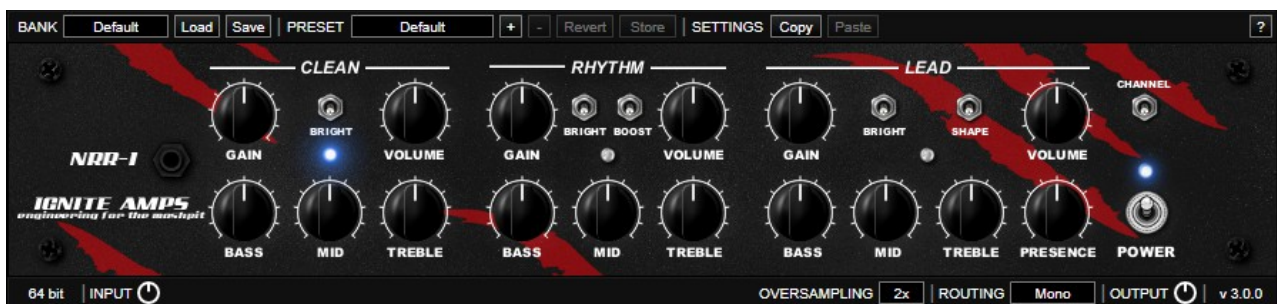 BANK Default Load Save PRESET Default + - Revert Store SETTINGS Copy Paste ?
CLEAN RHYTHM LEAD
CHANNEL
BRIGHT BRIGHT BOOST BRIGHT SHAPE
GAIN VOLUME GAIN VOLUME GAIN VOLUME
NRR-1
IGNITE AMPS
engineering for the moshpit
BASS MID TREBLE BASS MID TREBLE BASS MID TREBLE PRESENCE POWER
64 bit INPUT OVERSAMPLING 2x ROUTING Mono OUTPUT v 3.0.0